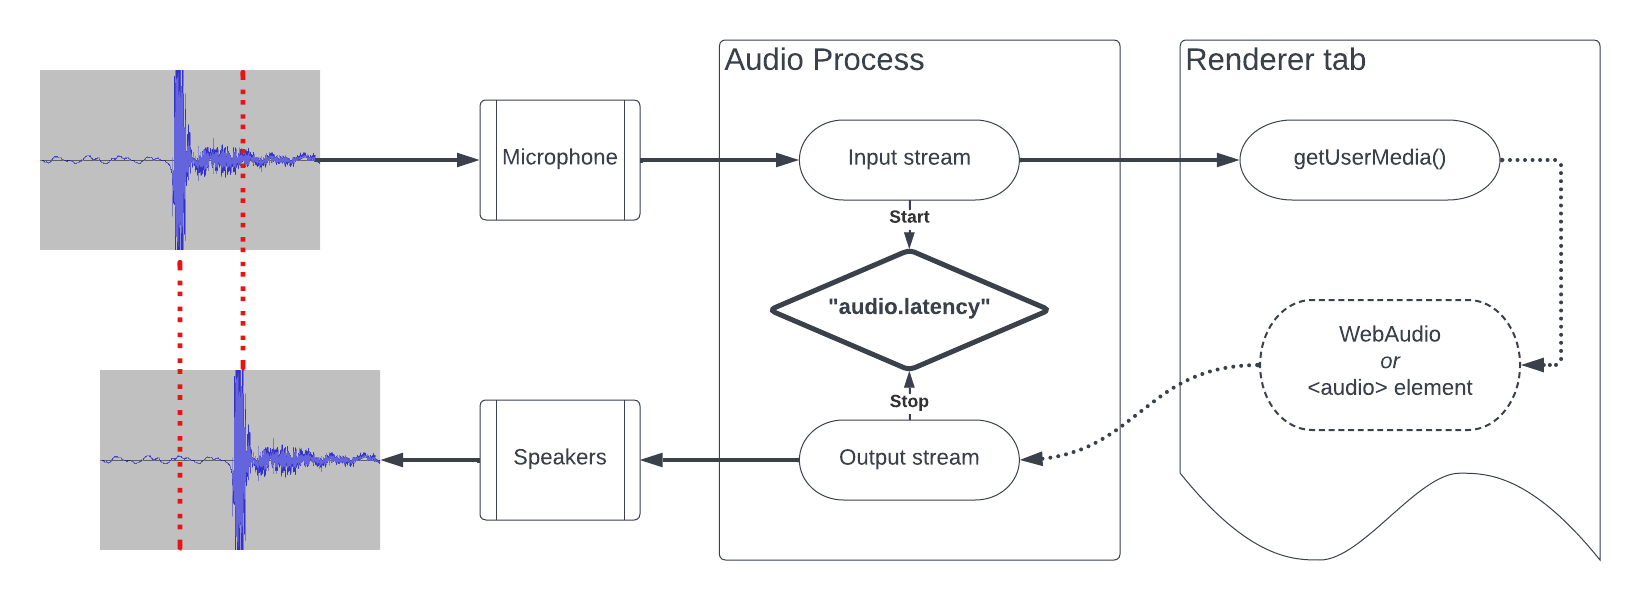 Audio Process
Renderer tab
Microphone
Input stream
getUserMedia()
Start
"audio.latency"
WebAudio
or
<audio> element
Stop
Speakers
Output stream